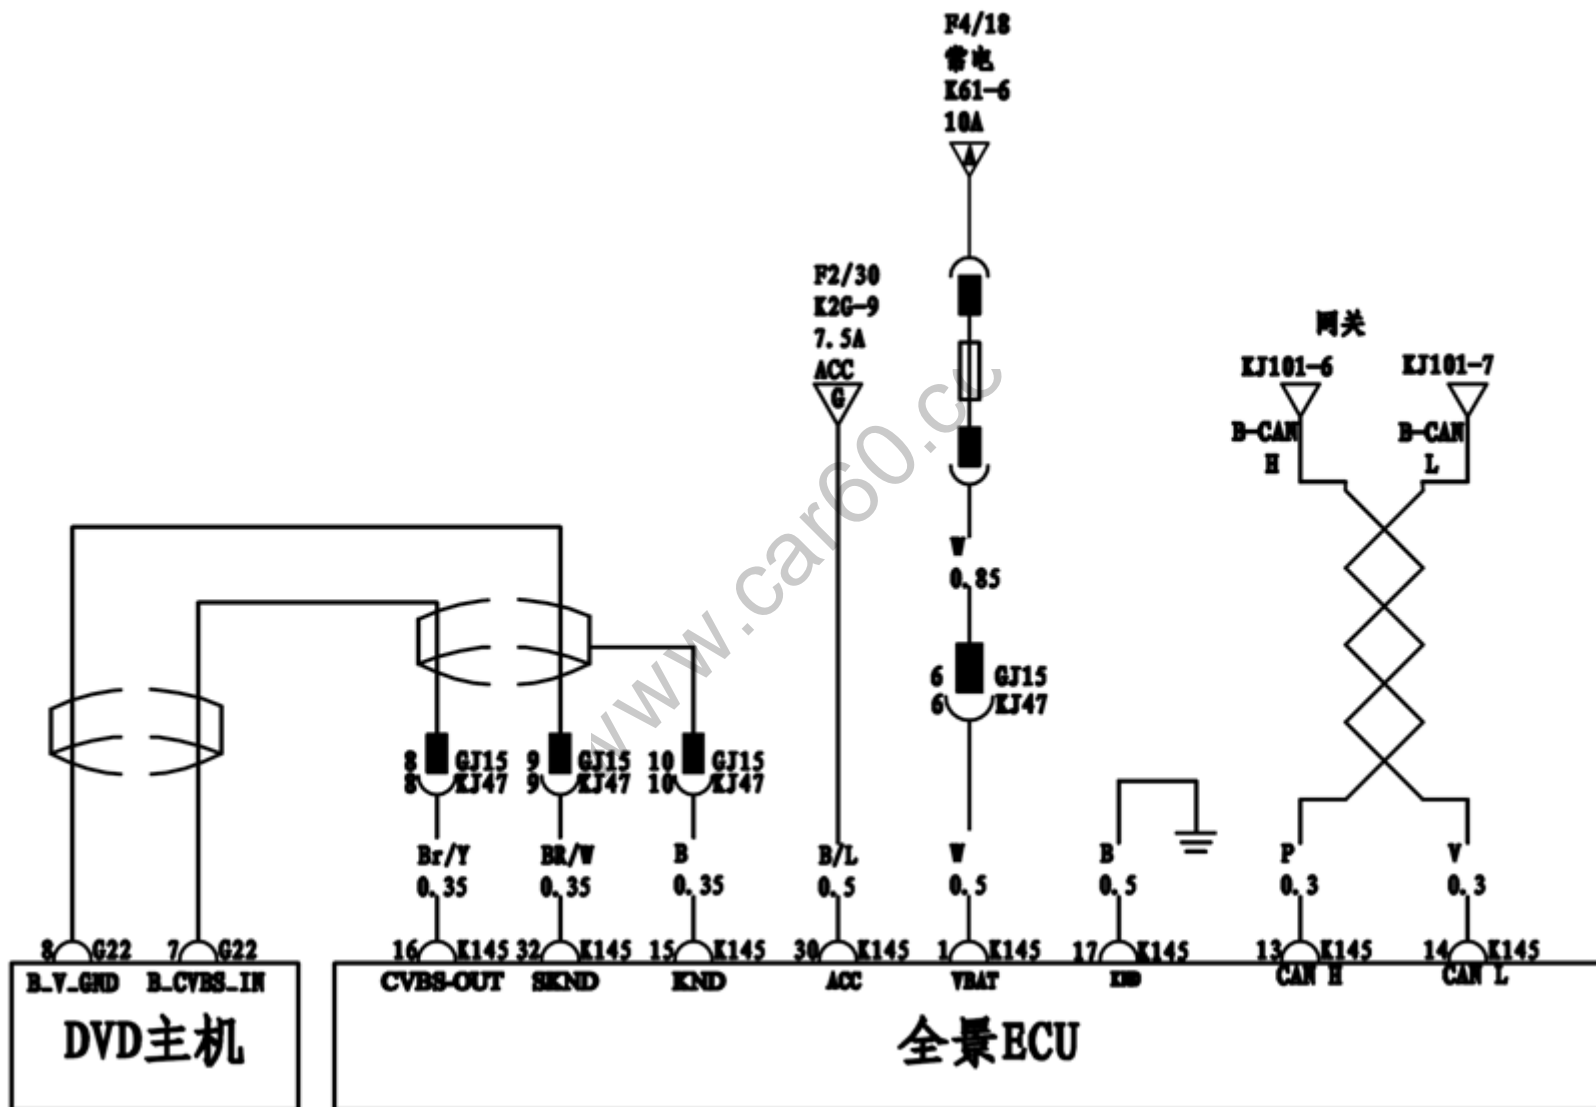 F4/18
常电
K61-6
10A
A
F2/30
K2G-9
7.5A
ACC
G
网关
KJ101-6
KJ101-7
B-CAN
H
B-CAN
L
W
0.85
6 GJ15
6 KJ47
8 GJ15
8 KJ47
9 GJ15
9 KJ47
10 GJ15
10 KJ47
Br/Y
0.35
BR/W
0.35
B
0.35
B/L
0.5
W
0.5
B
0.5
P
0.3
V
0.3
8 G22
7 G22
16 K145
32 K145
15 K145
30 K145
1 K145
17 K145
13 K145
14 K145
B_V_GND
B_CVBS_IN
CVBS-OUT
SKND
KND
ACC
VBAT
CAN H
CAN L
DVD主机
全景ECU
www.car60.cc